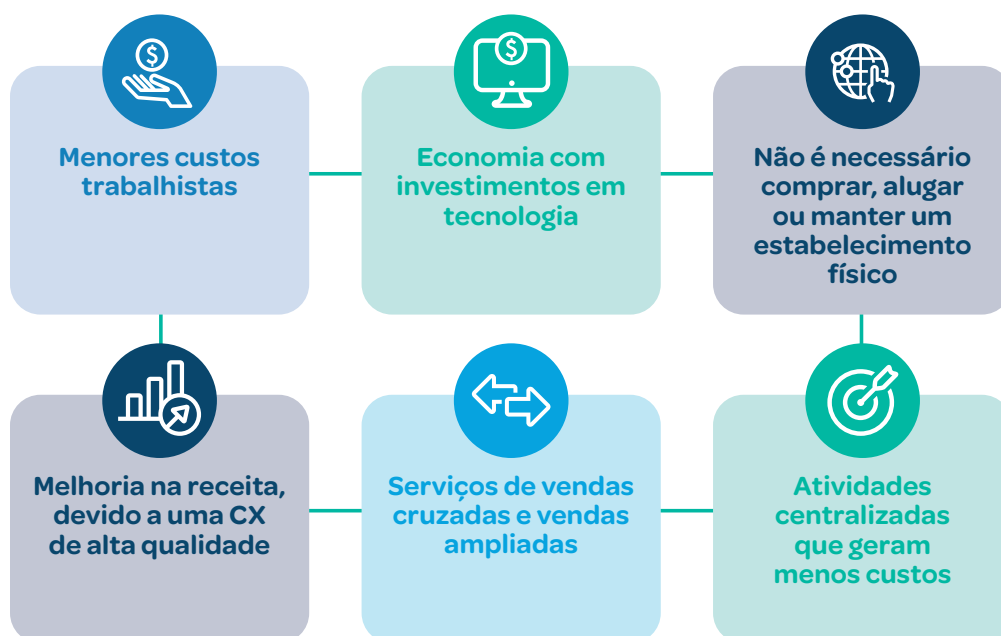 Menores custos
trabalhistas
Economia com
investimentos em
tecnologia
Não é necessário
comprar, alugar
ou manter um
estabelecimento
físico
Melhoria na receita,
devido a uma CX
de alta qualidade
Serviços de vendas
cruzadas e vendas
ampliadas
Atividades
centralizadas
que geram
menos custos